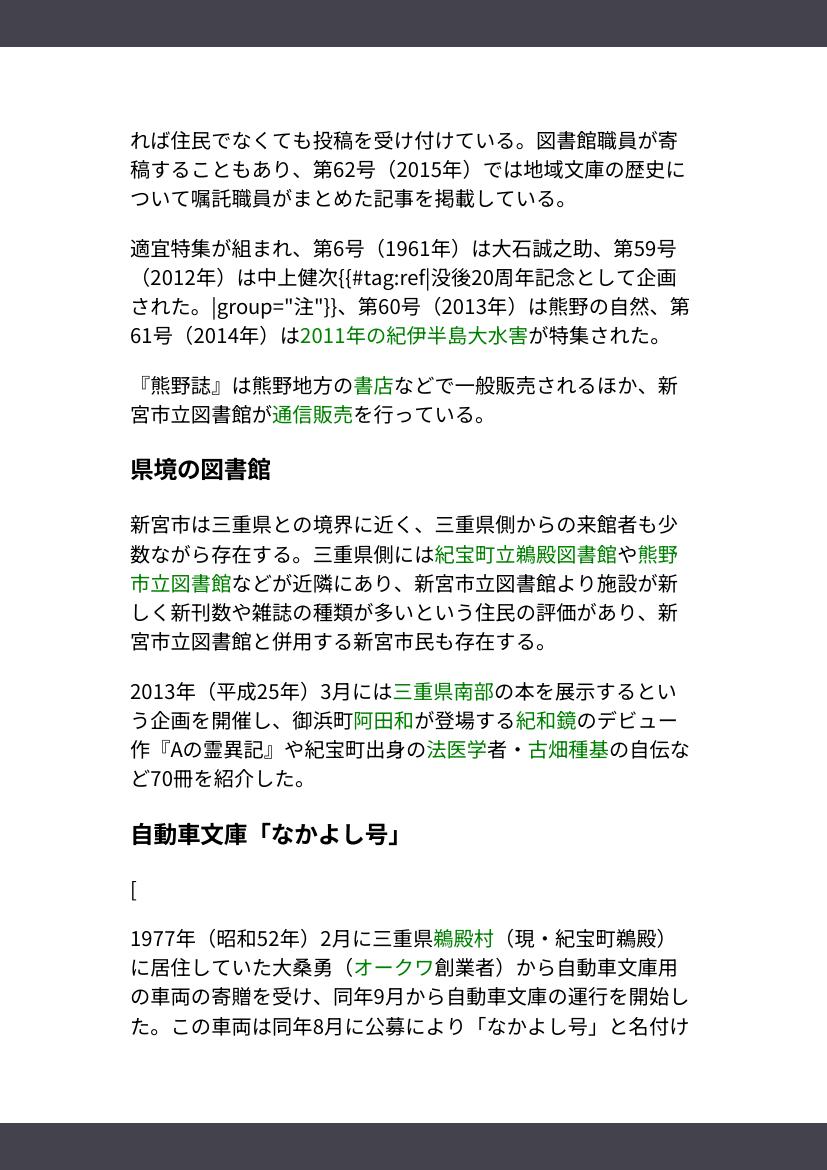 れば住民でなくても投稿を受け付けている。図書館職員が寄
稿することもあり、第62号（2015年）では地域文庫の歴史に
ついて嘱託職員がまとめた記事を掲載している。
適宜特集が組まれ、第6号（1961年）は大石誠之助、第59号
（2012年）は中上健次{{#tag:ref|没後20周年記念として企画
された。|group="注"}}、第60号（2013年）は熊野の自然、第
61号（2014年）は2011年の紀伊半島大水害が特集された。
『熊野誌』は熊野地方の書店などで一般販売されるほか、新
宮市立図書館が通信販売を行っている。
県境の図書館
新宮市は三重県との境界に近く、三重県側からの来館者も少
数ながら存在する。三重県側には紀宝町立鵜殿図書館や熊野
市立図書館などが近隣にあり、新宮市立図書館より施設が新
しく新刊数や雑誌の種類が多いという住民の評価があり、新
宮市立図書館と併用する新宮市民も存在する。
2013年（平成25年）3月には三重県南部の本を展示するとい
う企画を開催し、御浜町阿田和が登場する紀和鏡のデビュー
作『Aの霊異記』や紀宝町出身の法医学者・古畑種基の自伝な
ど70冊を紹介した。
自動車文庫「なかよし号」
[
1977年（昭和52年）2月に三重県鵜殿村（現・紀宝町鵜殿）
に居住していた大桑勇（オークワ創業者）から自動車文庫用
の車両の寄贈を受け、同年9月から自動車文庫の運行を開始し
た。この車両は同年8月に公募により「なかよし号」と名付け